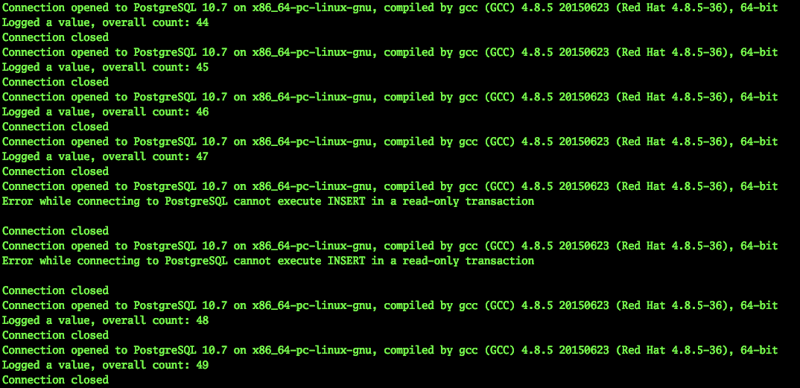 Connection opened to PostgreSQL 10.7 on x86_64-pc-linux-gnu, compiled by gcc (GCC) 4.8.5 20150623 (Red Hat 4.8.5-36), 64-bit
Logged a value, overall count: 44
Connection closed
Connection opened to PostgreSQL 10.7 on x86_64-pc-linux-gnu, compiled by gcc (GCC) 4.8.5 20150623 (Red Hat 4.8.5-36), 64-bit
Logged a value, overall count: 45
Connection closed
Connection opened to PostgreSQL 10.7 on x86_64-pc-linux-gnu, compiled by gcc (GCC) 4.8.5 20150623 (Red Hat 4.8.5-36), 64-bit
Logged a value, overall count: 46
Connection closed
Connection opened to PostgreSQL 10.7 on x86_64-pc-linux-gnu, compiled by gcc (GCC) 4.8.5 20150623 (Red Hat 4.8.5-36), 64-bit
Logged a value, overall count: 47
Connection closed
Connection opened to PostgreSQL 10.7 on x86_64-pc-linux-gnu, compiled by gcc (GCC) 4.8.5 20150623 (Red Hat 4.8.5-36), 64-bit
Error while connecting to PostgreSQL cannot execute INSERT in a read-only transaction

Connection closed
Connection opened to PostgreSQL 10.7 on x86_64-pc-linux-gnu, compiled by gcc (GCC) 4.8.5 20150623 (Red Hat 4.8.5-36), 64-bit
Error while connecting to PostgreSQL cannot execute INSERT in a read-only transaction

Connection closed
Connection opened to PostgreSQL 10.7 on x86_64-pc-linux-gnu, compiled by gcc (GCC) 4.8.5 20150623 (Red Hat 4.8.5-36), 64-bit
Logged a value, overall count: 48
Connection closed
Connection opened to PostgreSQL 10.7 on x86_64-pc-linux-gnu, compiled by gcc (GCC) 4.8.5 20150623 (Red Hat 4.8.5-36), 64-bit
Logged a value, overall count: 49
Connection closed